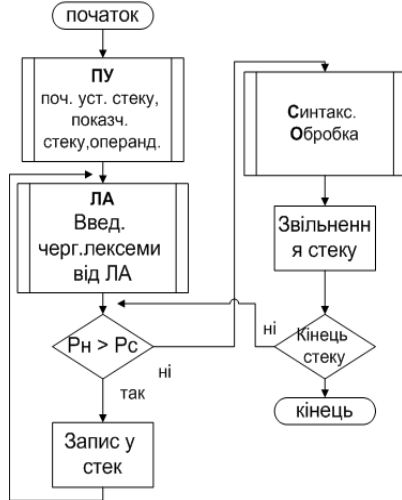 початок
ПУ
поч. уст. стеку,
показч.
стеку,операнд.
ЛА
Введ.
черг.лексеми
від ЛА
Рн > Рс
ні
так
Запис у
стек
Синтакс.
Обробка
Звільненн
я стеку
ні
Кінець
стеку
кінець